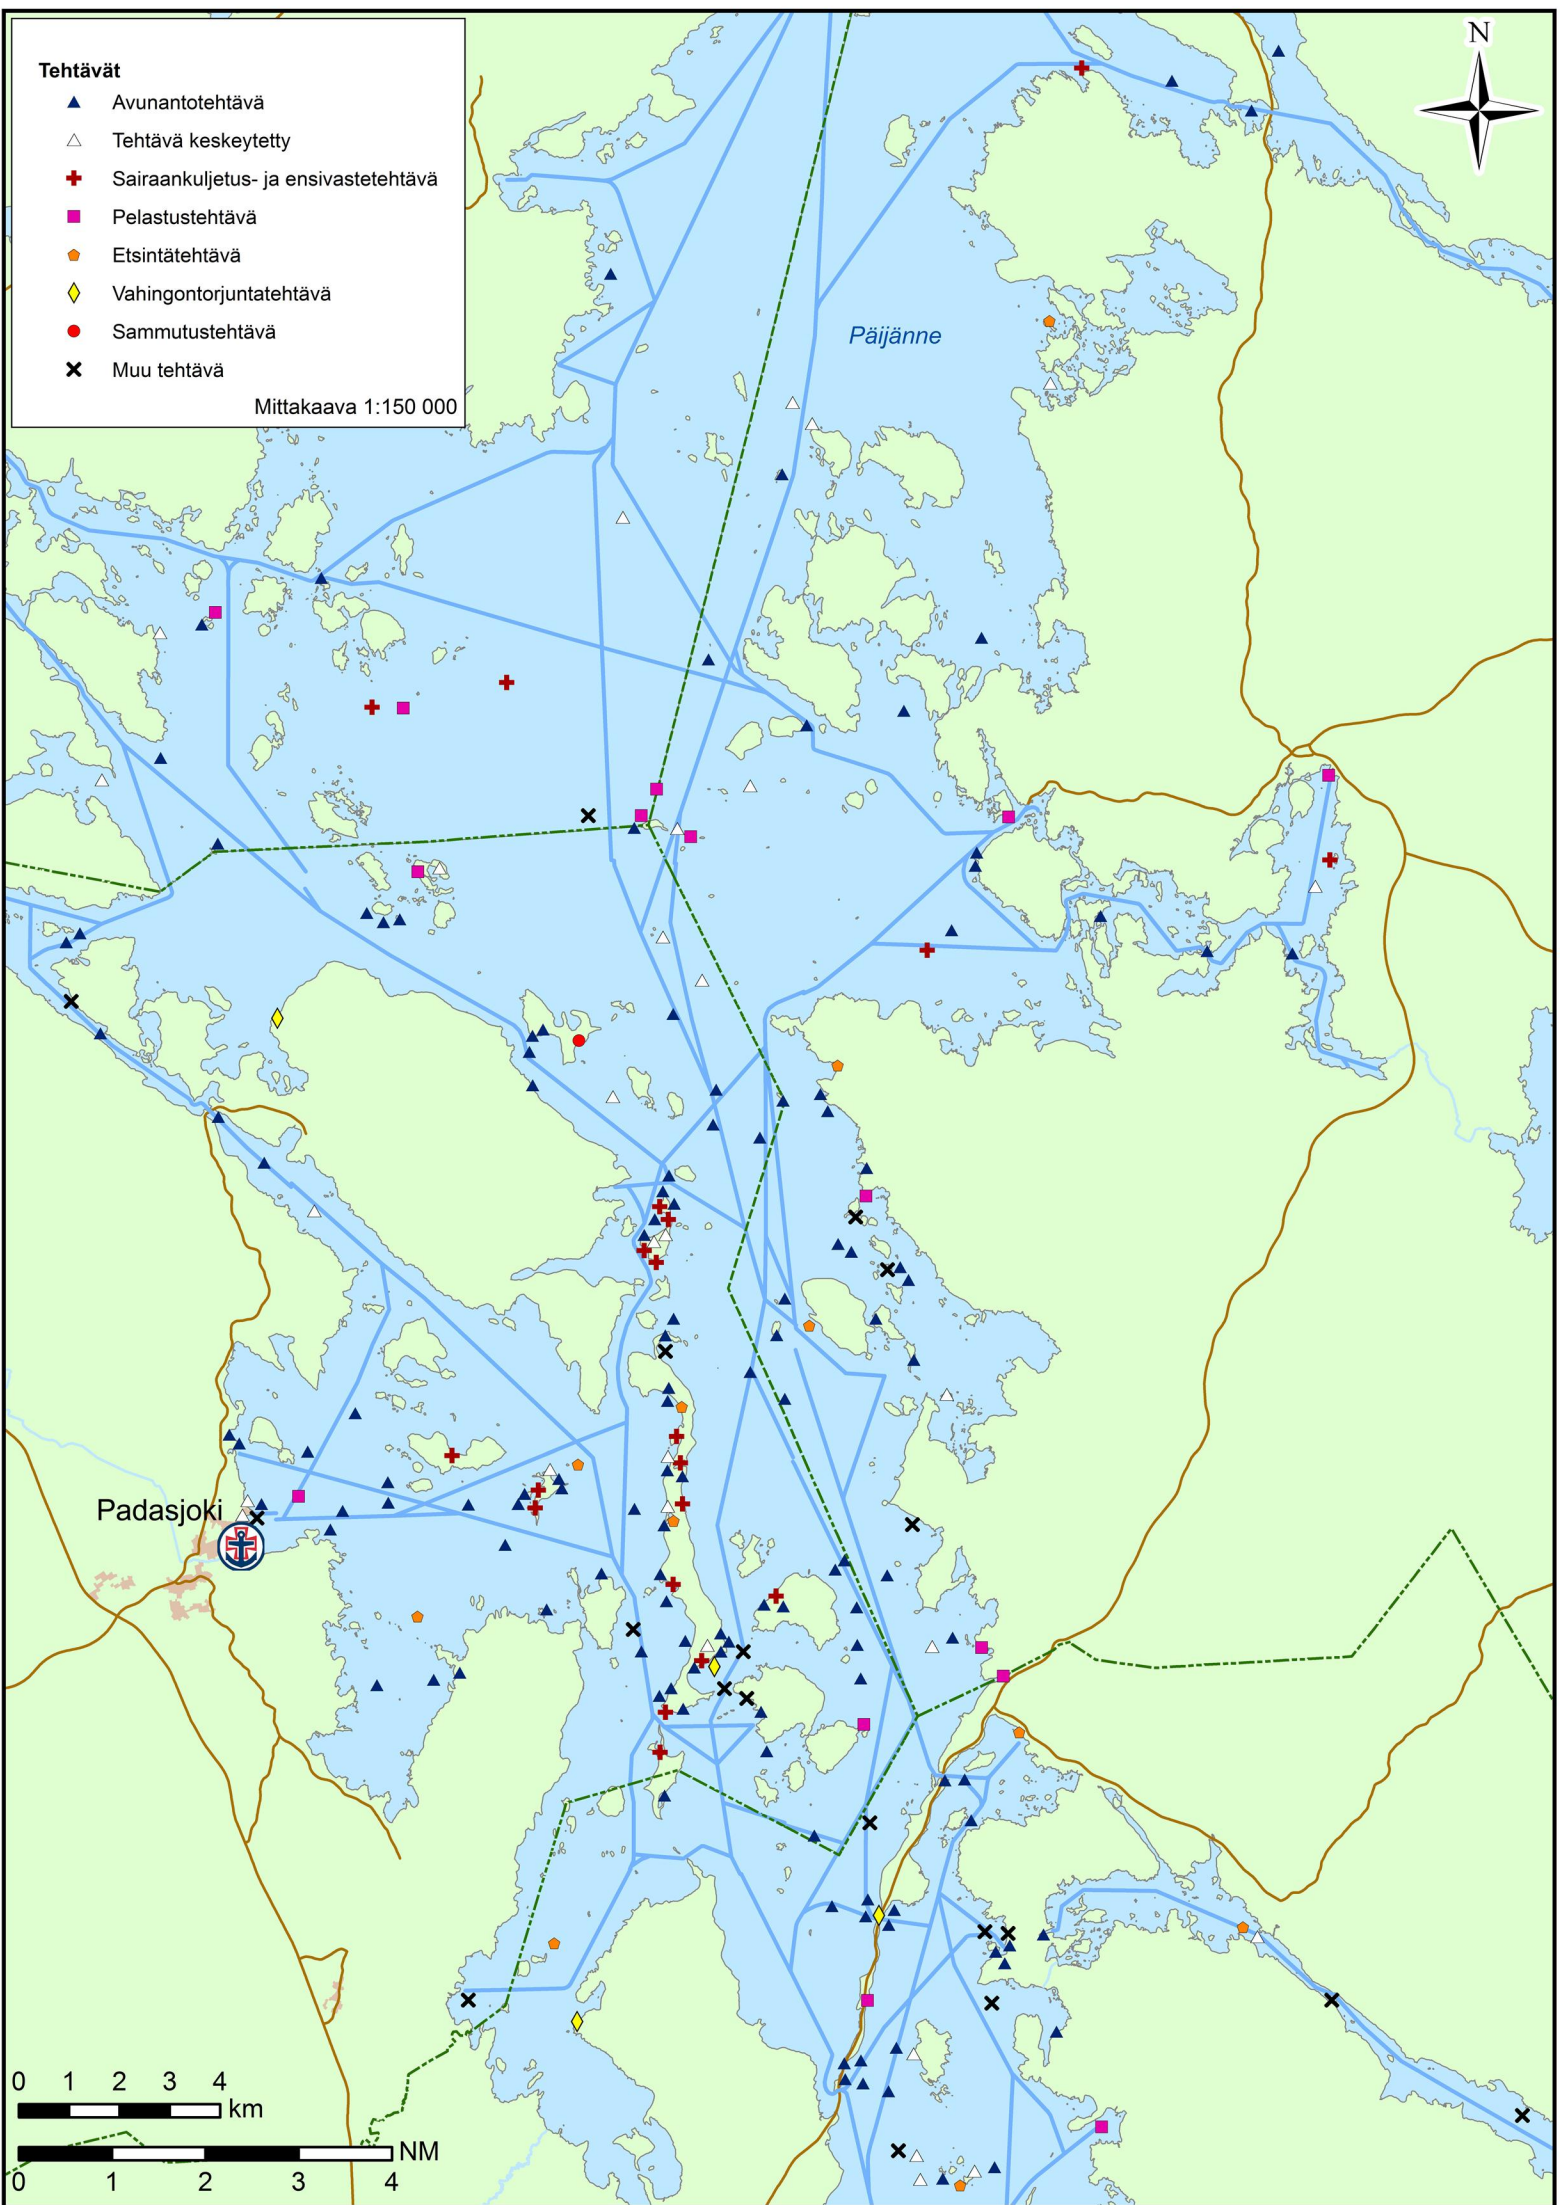 Tehtävät
Avunantotehtävä
Tehtävä keskeytetty
Sairaankuljetus- ja ensivastetehtävä
Pelastustehtävä
Etsintätehtävä
Vahingontorjuntatehtävä
Sammutustehtävä
Muu tehtävä
Mittakaava 1:150 000
N
Päijänne
Padasjoki
0 1 2 3 4
km
NM
0 1 2 3 4